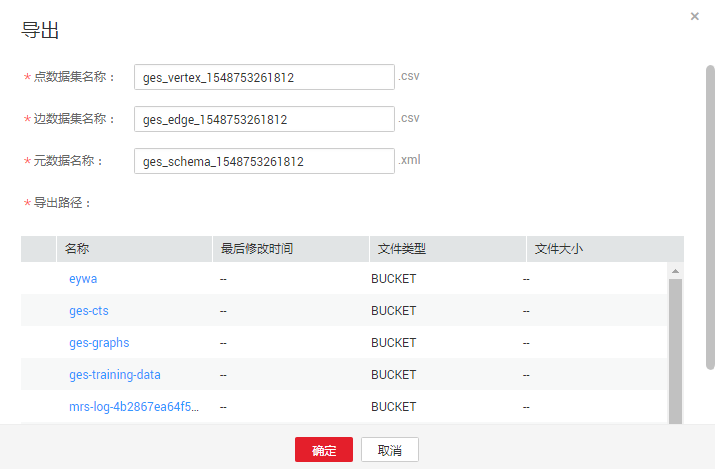 导出
×
* 点数据集名称： ges_vertex_1548753261812 .csv
* 边数据集名称： ges_edge_1548753261812 .csv
* 元数据名称： ges_schema_1548753261812 .xml
* 导出路径：
名称 最后修改时间 文件类型 文件大小
eywa -- BUCKET --
ges-cts -- BUCKET --
ges-graphs -- BUCKET --
ges-training-data -- BUCKET --
mrs-log-4b2867ea64f5... -- BUCKET --
确定 取消